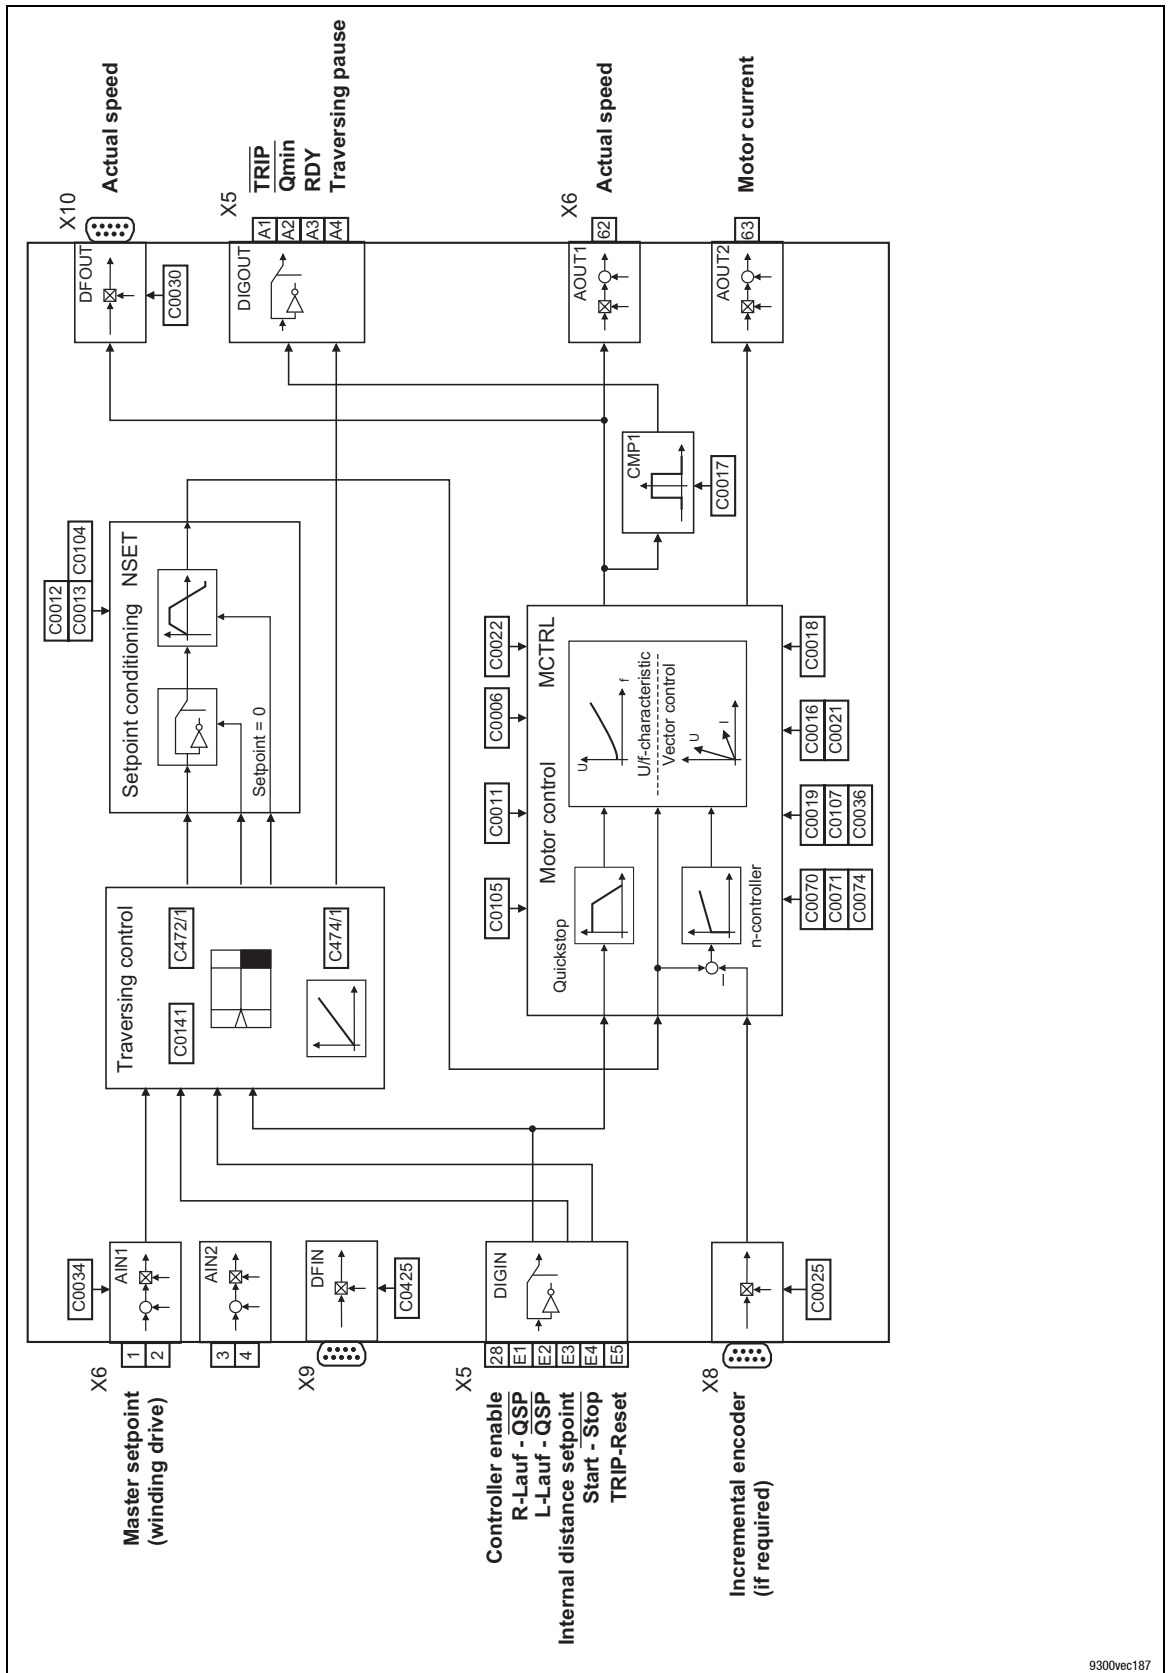 X6
Master setpoint
(winding drive)
1
2
3
4
C0034
AIN1
AIN2
X9
DFIN
C0425
X5
Controller enable
R-Lauf - QSP
L-Lauf - QSP
Internal distance setpoint
Start - Stop
TRIP-Reset
28
E1
E2
E3
E4
E5
DIGIN
X8
Incremental encoder
(if required)
C0025
Traversing control
C0141
C472/1
C474/1
Setpoint conditioning NSET
Setpoint = 0
C0012
C0013
C0104
Motor control MCTRL
C0105
C0011
C0006
C0022
Quickstop
n-controller
U
f
U/f-characteristic
Vector control
U
I
C0070
C0071
C0074
C0019
C0107
C0036
C0016
C0021
C0018
CMP1
C0017
DFOUT
C0030
X10
Actual speed
DIGOUT
X5
A1
A2
A3
A4
TRIP
Qmin
RDY
Traversing pause
AOUT1
X6
62
Actual speed
AOUT2
63
Motor current
9300vec187